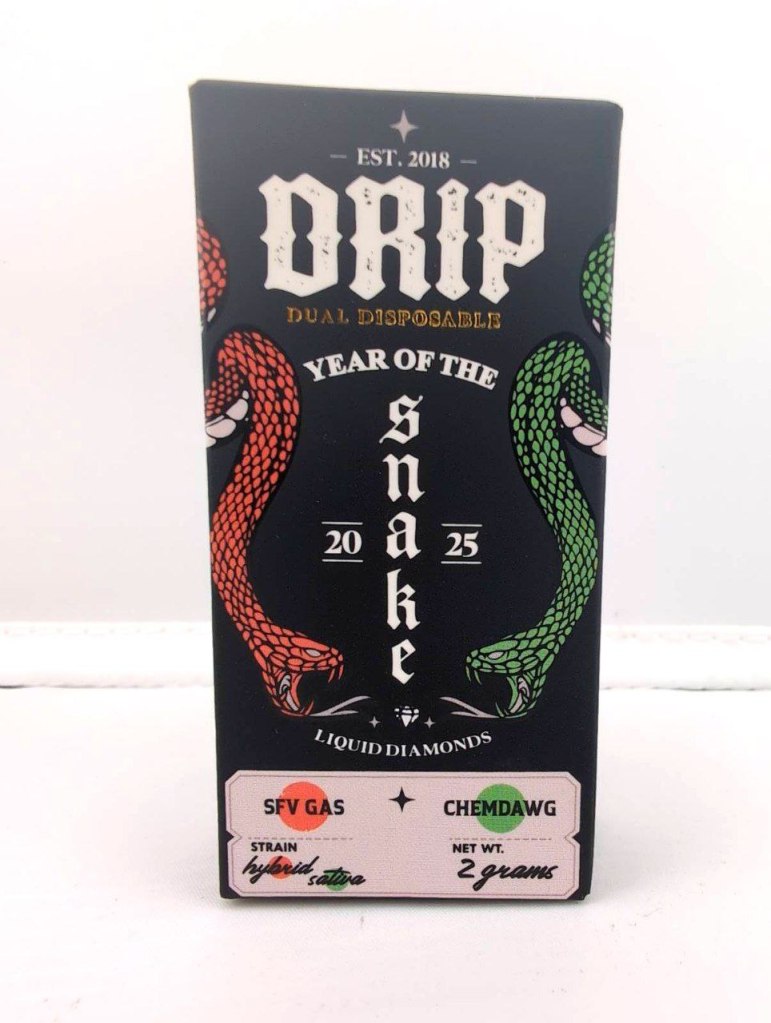 EST. 2018
DRIP
DUAL DISPOSABLE
YEAR OF THE
snake
20 25
LIQUID DIAMONDS
SFV GAS CHEMDAWG
STRAIN NET WT.
hybrid sativa 2 grams